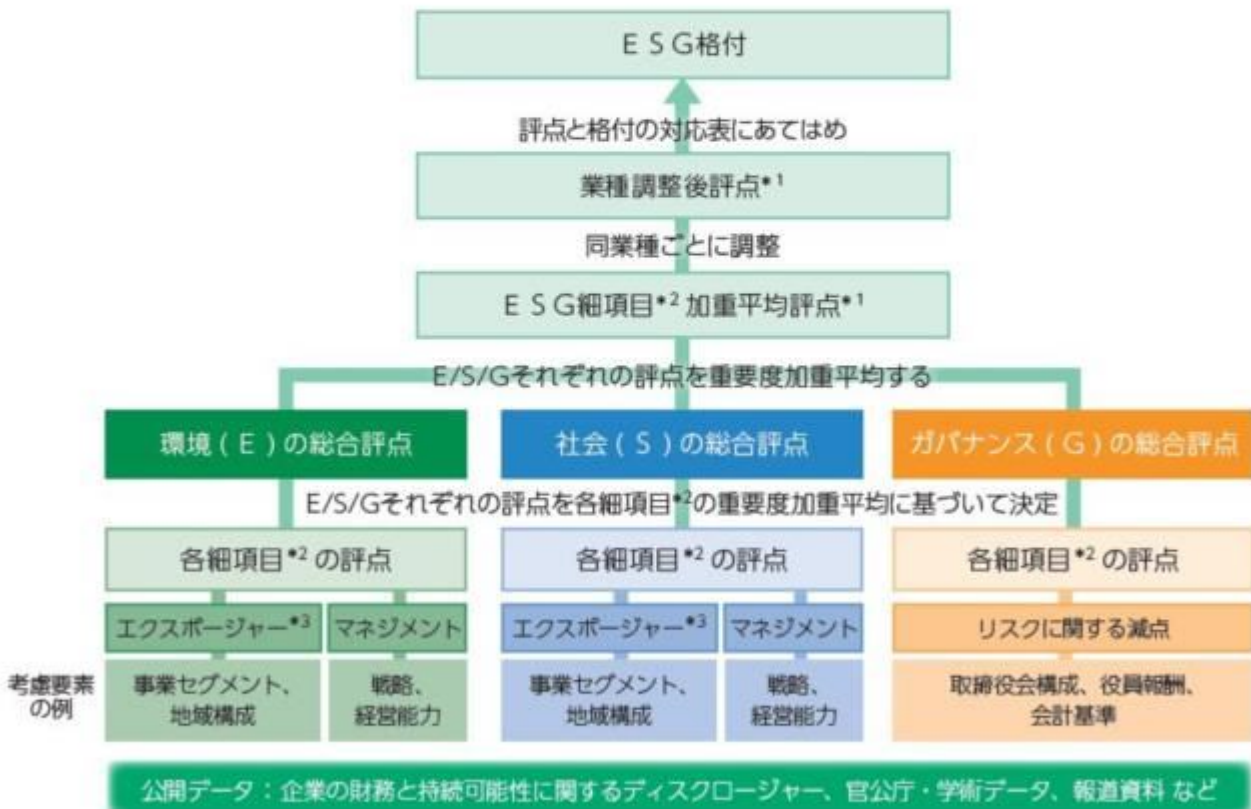 ＥＳＧ格付
評点と格付の対応表にあてはめ
業種調整後評点*1
同業種ごとに調整
ＥＳＧ細項目*2 加重平均評点*1
E/S/Gそれぞれの評点を重要度加重平均する
環境(Ｅ)の総合評点
社会(Ｓ)の総合評点
ガバナンス(Ｇ)の総合評点
E/S/Gそれぞれの評点を各細項目*2の重要度加重平均に基づいて決定
各細項目*2 の評点
各細項目*2 の評点
各細項目*2 の評点
エクスポージャー*3
マネジメント
エクスポージャー*3
マネジメント
リスクに関する減点
考慮要素
の例
事業セグメント、
地域構成
戦略、
経営能力
事業セグメント、
地域構成
戦略、
経営能力
取締役会構成、役員報酬、
会計基準
公開データ：企業の財務と持続可能性に関するディスクロージャー、官公庁・学術データ、報道資料 など